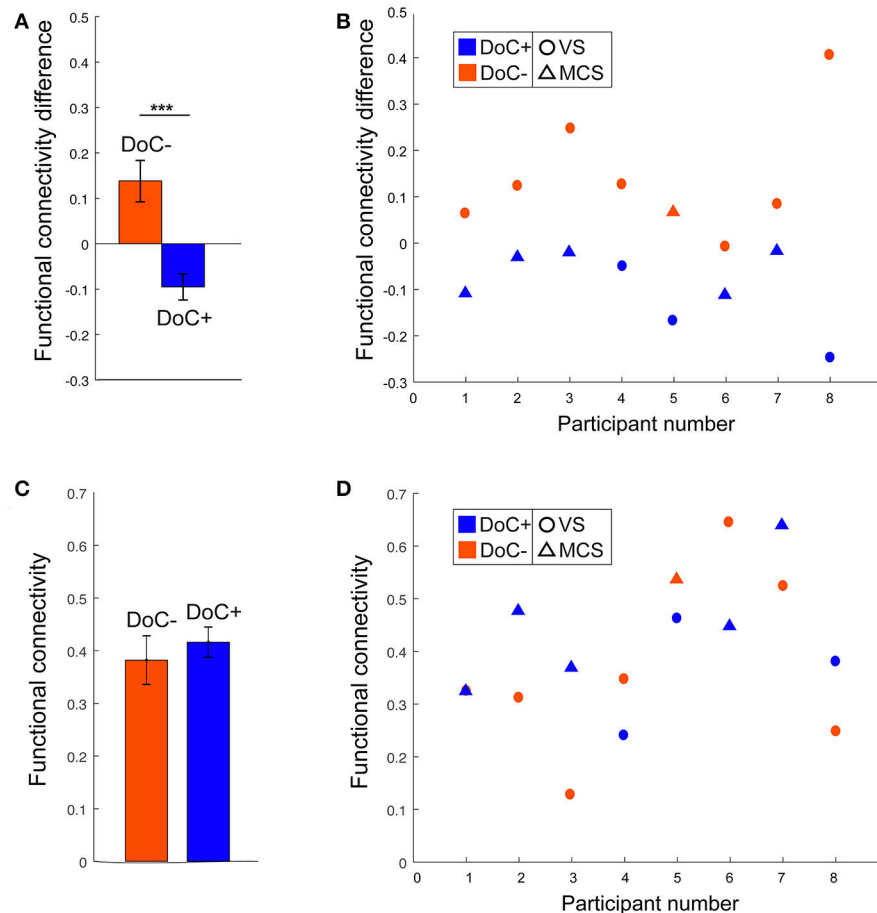 A
Functional connectivity difference
0.5
0.4
0.3
0.2
0.1
0
-0.1
-0.2
-0.3
***
DoC-
DoC+
B
Functional connectivity difference
0.5
0.4
0.3
0.2
0.1
0
-0.1
-0.2
-0.3
DoC+ VS
DoC- MCS
0 1 2 3 4 5 6 7 8
Participant number
C
Functional connectivity
0.7
0.6
0.5
0.4
0.3
0.2
0.1
0
DoC- DoC+
D
Functional connectivity
0.7
0.6
0.5
0.4
0.3
0.2
0.1
0
DoC+ VS
DoC- MCS
0 1 2 3 4 5 6 7 8
Participant number